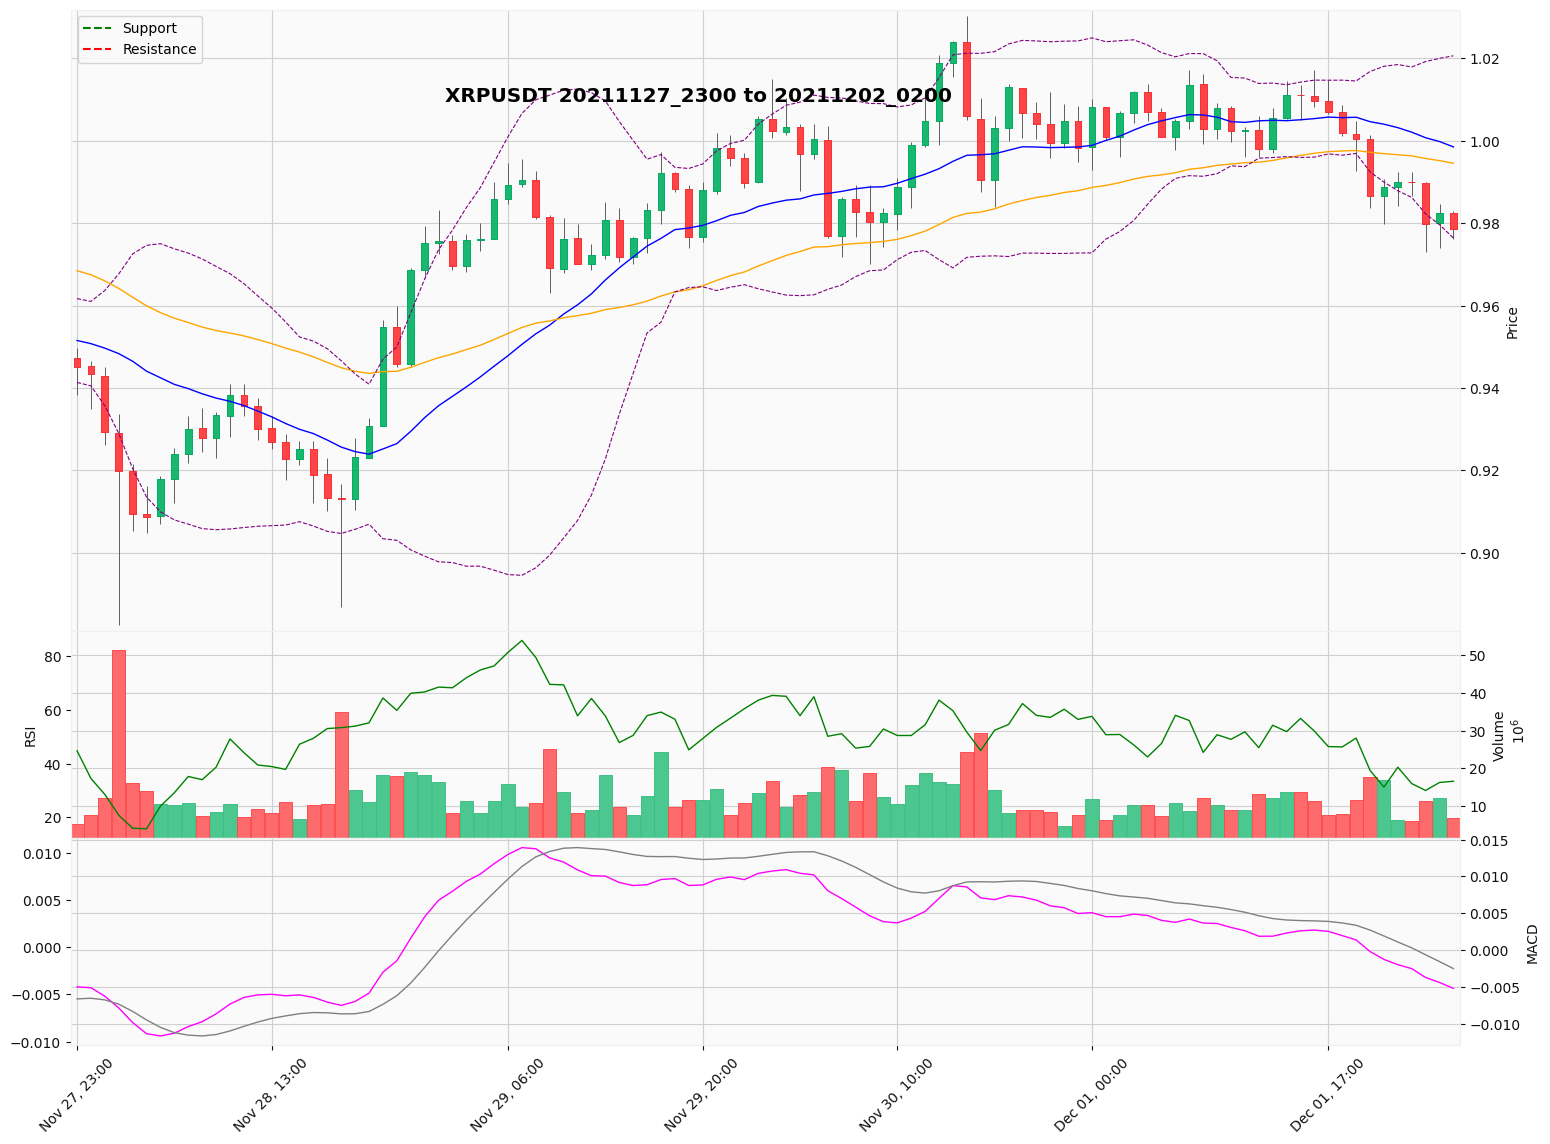 Support
Resistance
XRPUSDT 20211127_2300 to 20211202_0200
1.02
1.00
0.98
0.96
0.94
0.92
0.90
Price
80
60
40
20
RSI
50
40
30
20
10
Volume
10^6
0.010
0.005
0.000
−0.005
−0.010
0.015
0.010
0.005
0.000
−0.005
−0.010
MACD
Nov 27, 23:00
Nov 28, 13:00
Nov 29, 06:00
Nov 29, 20:00
Nov 30, 10:00
Dec 01, 00:00
Dec 01, 17:00